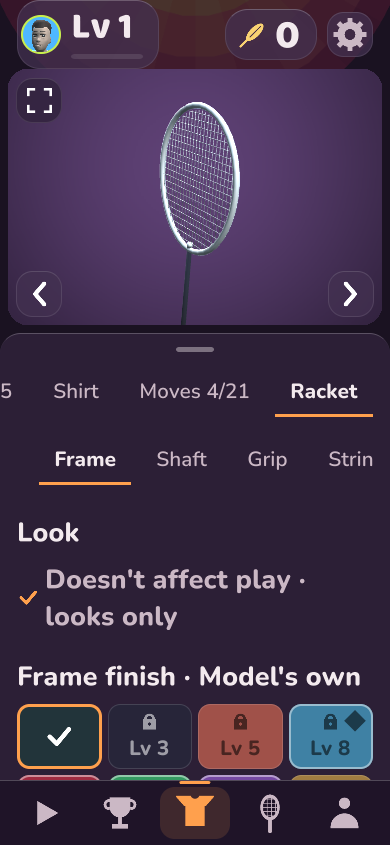 Lv 1
0
5
Shirt
Moves 4/21
Racket
Frame
Shaft
Grip
Strin
Look
Doesn't affect play ·
looks only
Frame finish · Model's own
Lv 3
Lv 5
Lv 8